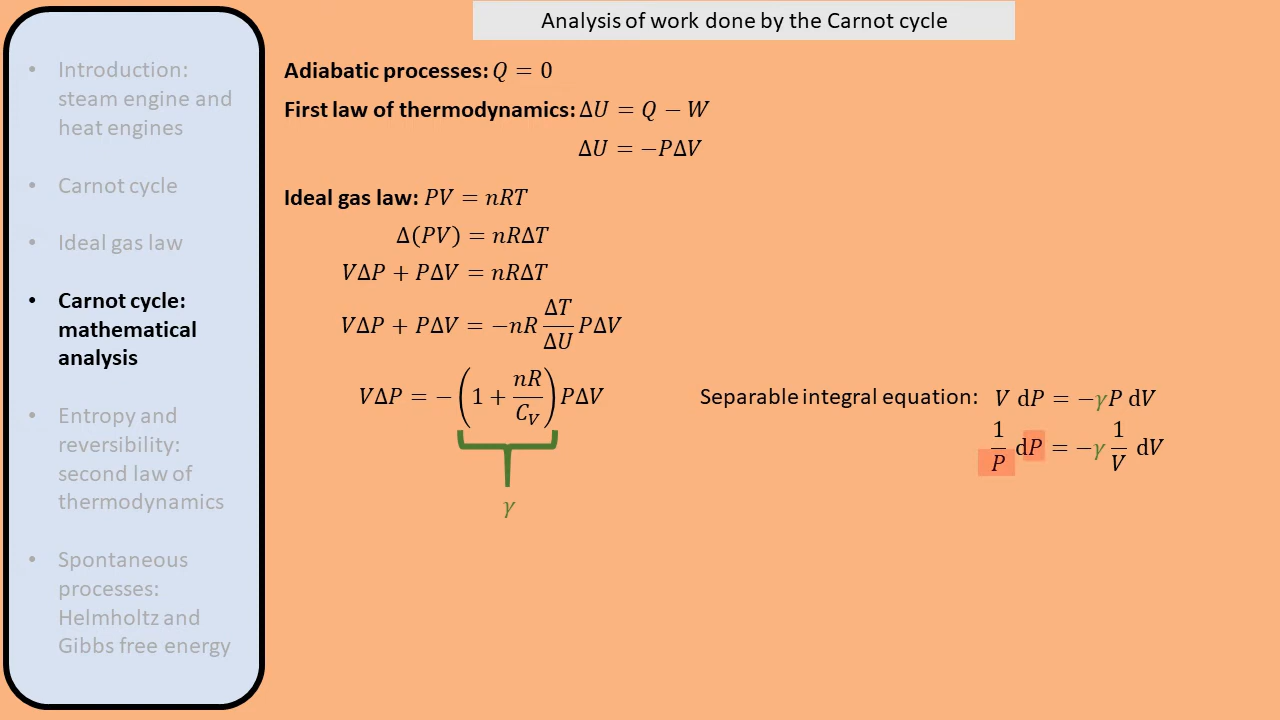 Analysis of work done by the Carnot cycle
• Introduction:
steam engine and
heat engines
• Carnot cycle
• Ideal gas law
• Carnot cycle:
mathematical
analysis
• Entropy and
reversibility:
second law of
thermodynamics
• Spontaneous
processes:
Helmholtz and
Gibbs free energy
Adiabatic processes: Q = 0
First law of thermodynamics: ΔU = Q − W
ΔU = −PΔV
Ideal gas law: PV = nRT
Δ(PV) = nRΔT
VΔP + PΔV = nRΔT
VΔP + PΔV = −nR ΔT/ΔU PΔV
VΔP = −(1 + nR/C_V) PΔV
γ
Separable integral equation: V dP = −γP dV
1/P dP = −γ 1/V dV